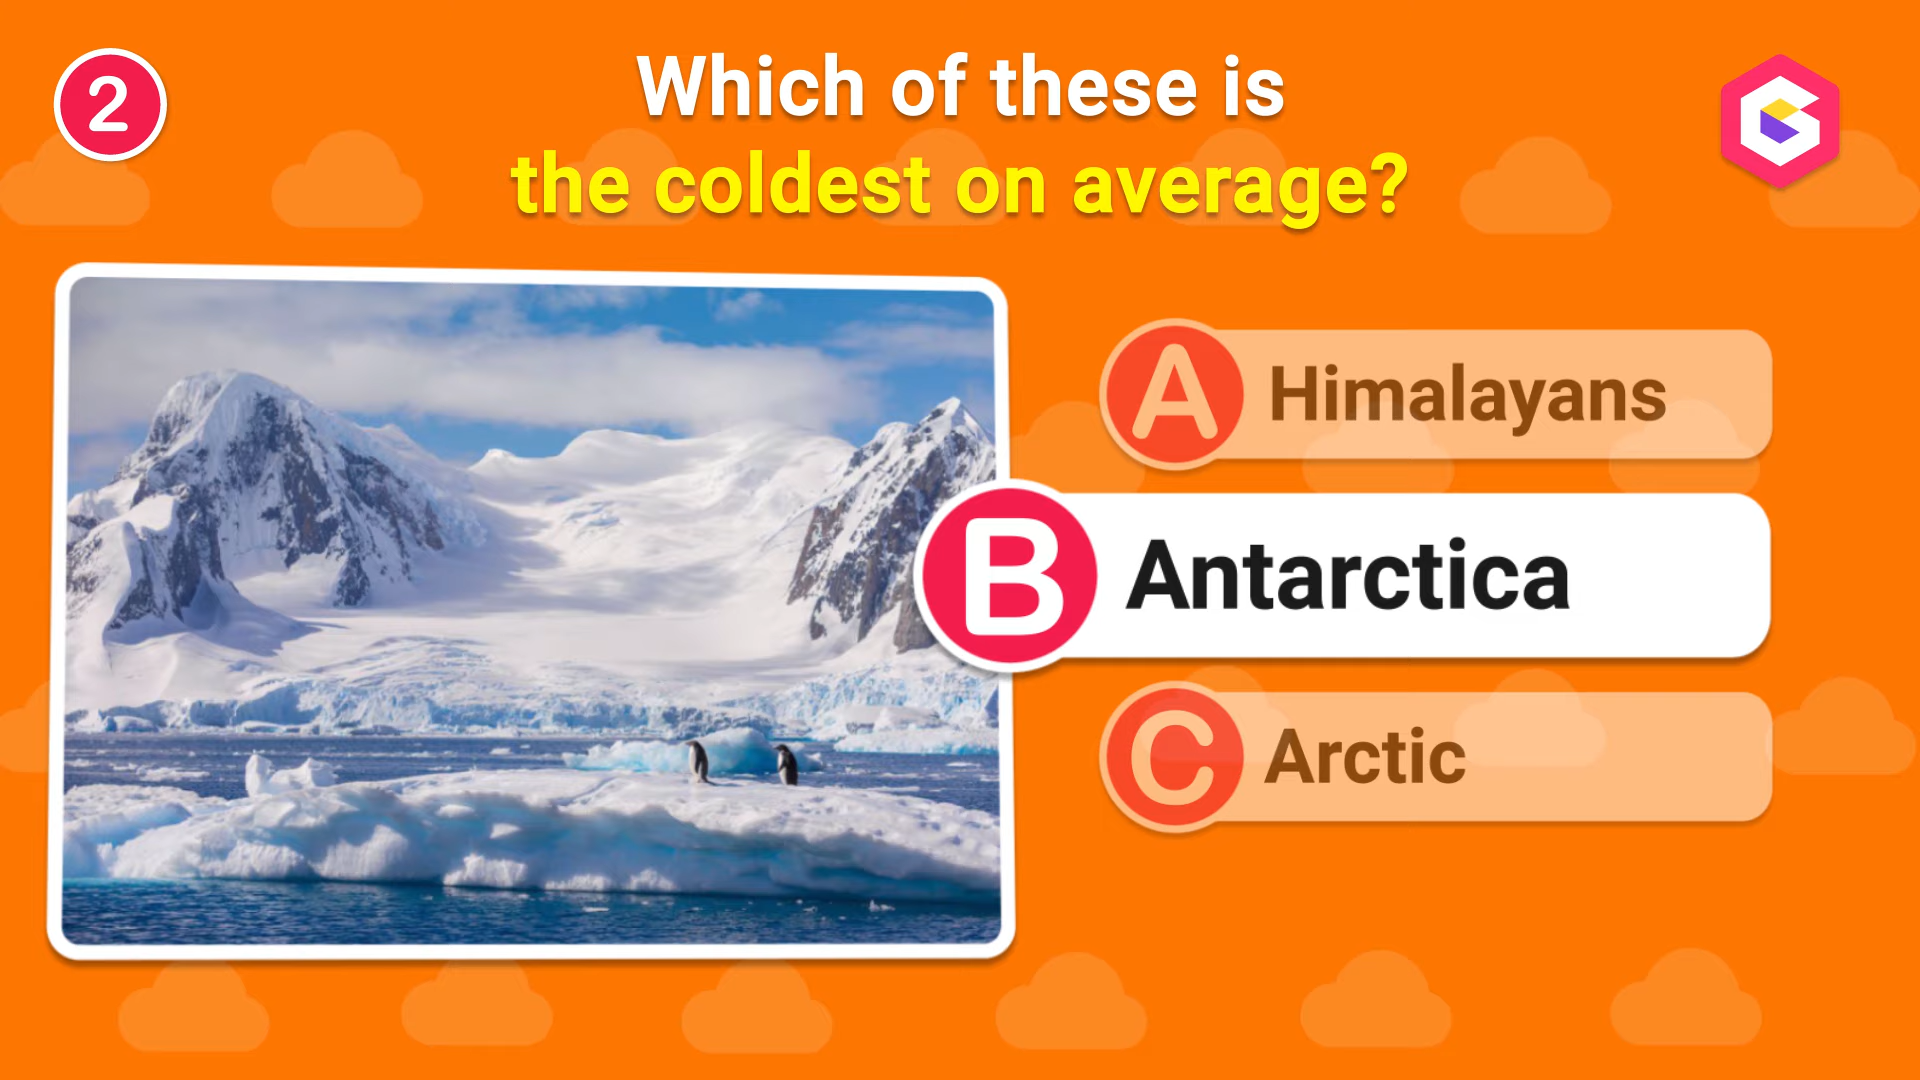 2
Which of these is
the coldest on average?
A Himalayans
B Antarctica
C Arctic